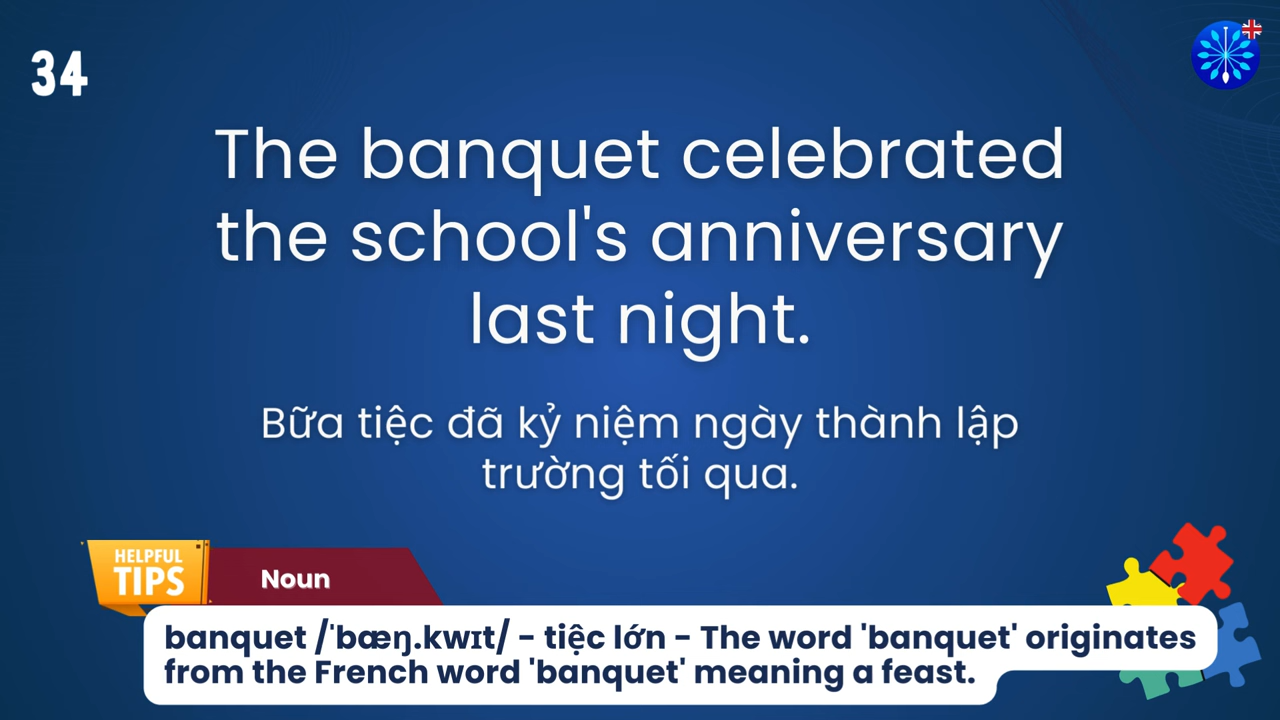 34
The banquet celebrated
the school's anniversary
last night.
Bữa tiệc đã kỷ niệm ngày thành lập
trường tối qua.
HELPFUL
TIPS
Noun
banquet /ˈbæŋ.kwɪt/ - tiệc lớn - The word 'banquet' originates
from the French word 'banquet' meaning a feast.